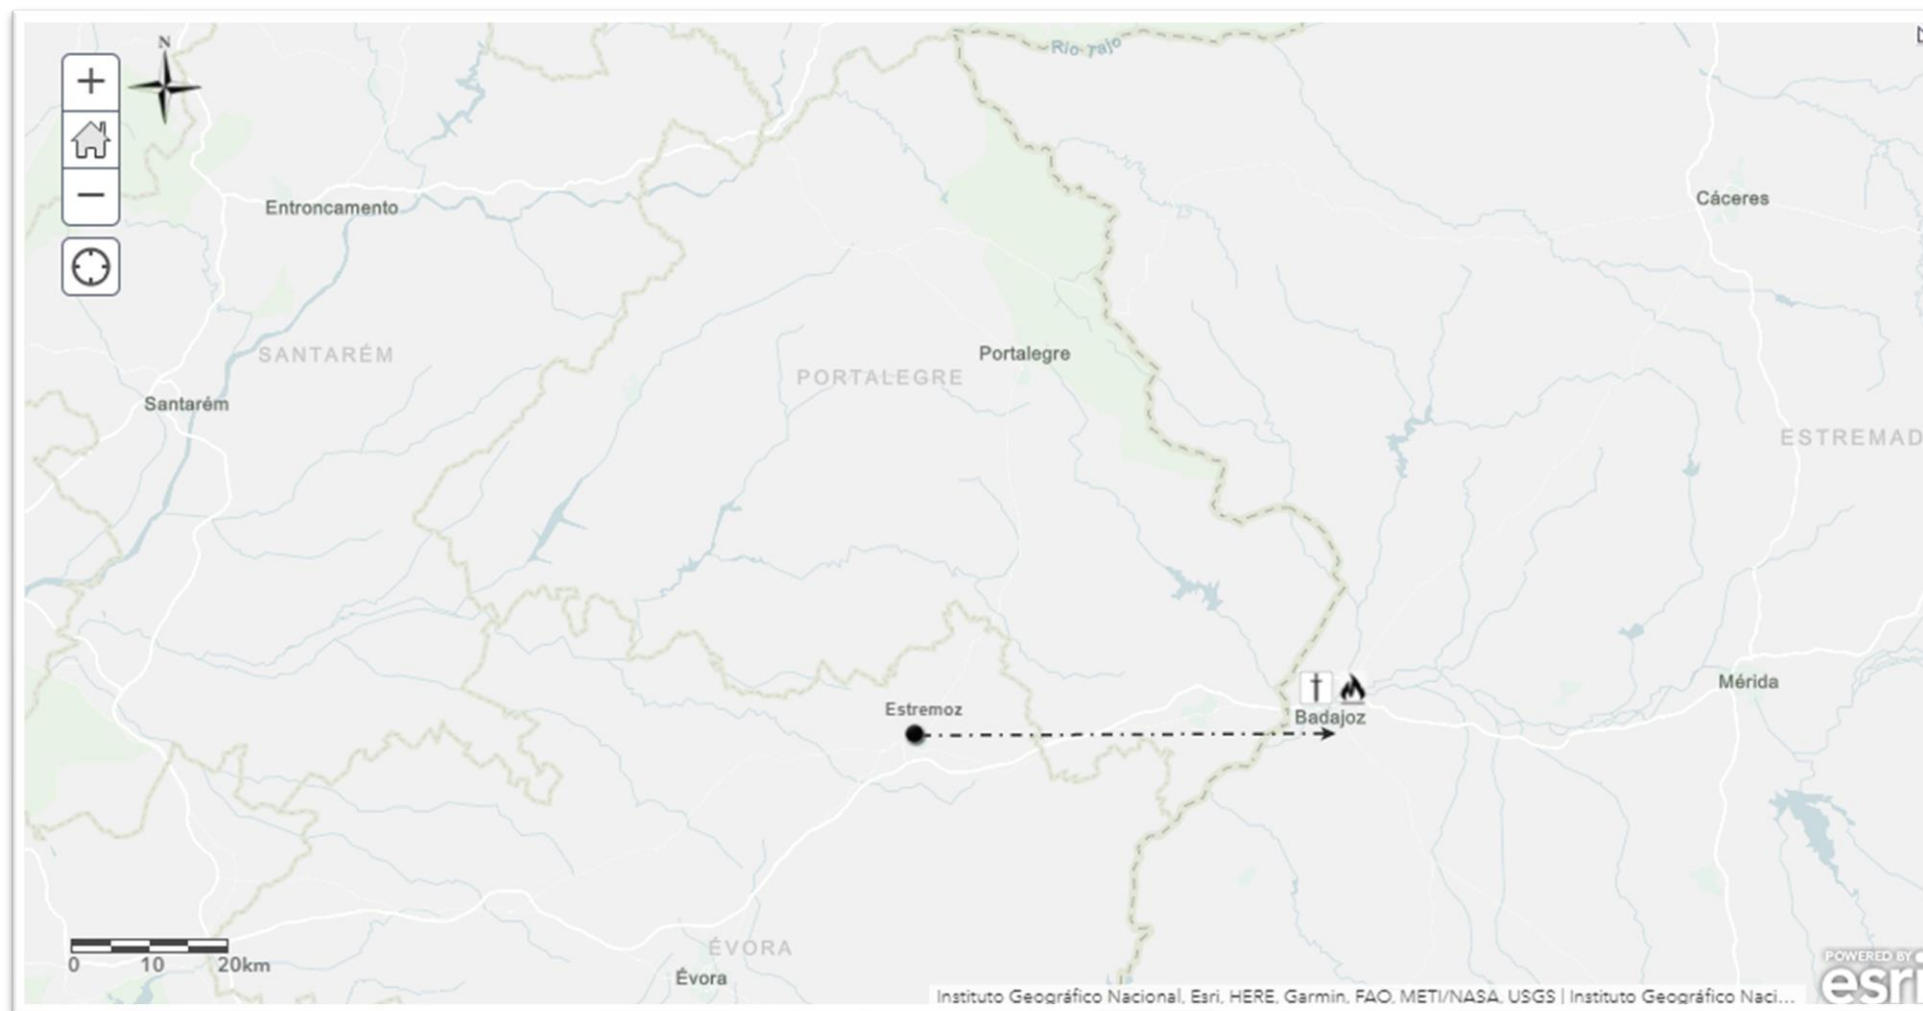 N
Río Tajo
Cáceres
Entroncamento
SANTARÉM
Portalegre
PORTALEGRE
Santarém
ESTREMAD
Mérida
Estremoz
Badajoz
ÉVORA
Évora
0 10 20km
POWERED BY
esri
Instituto Geográfico Nacional, Esri, HERE, Garmin, FAO, METI/NASA, USGS | Instituto Geográfico Naci...